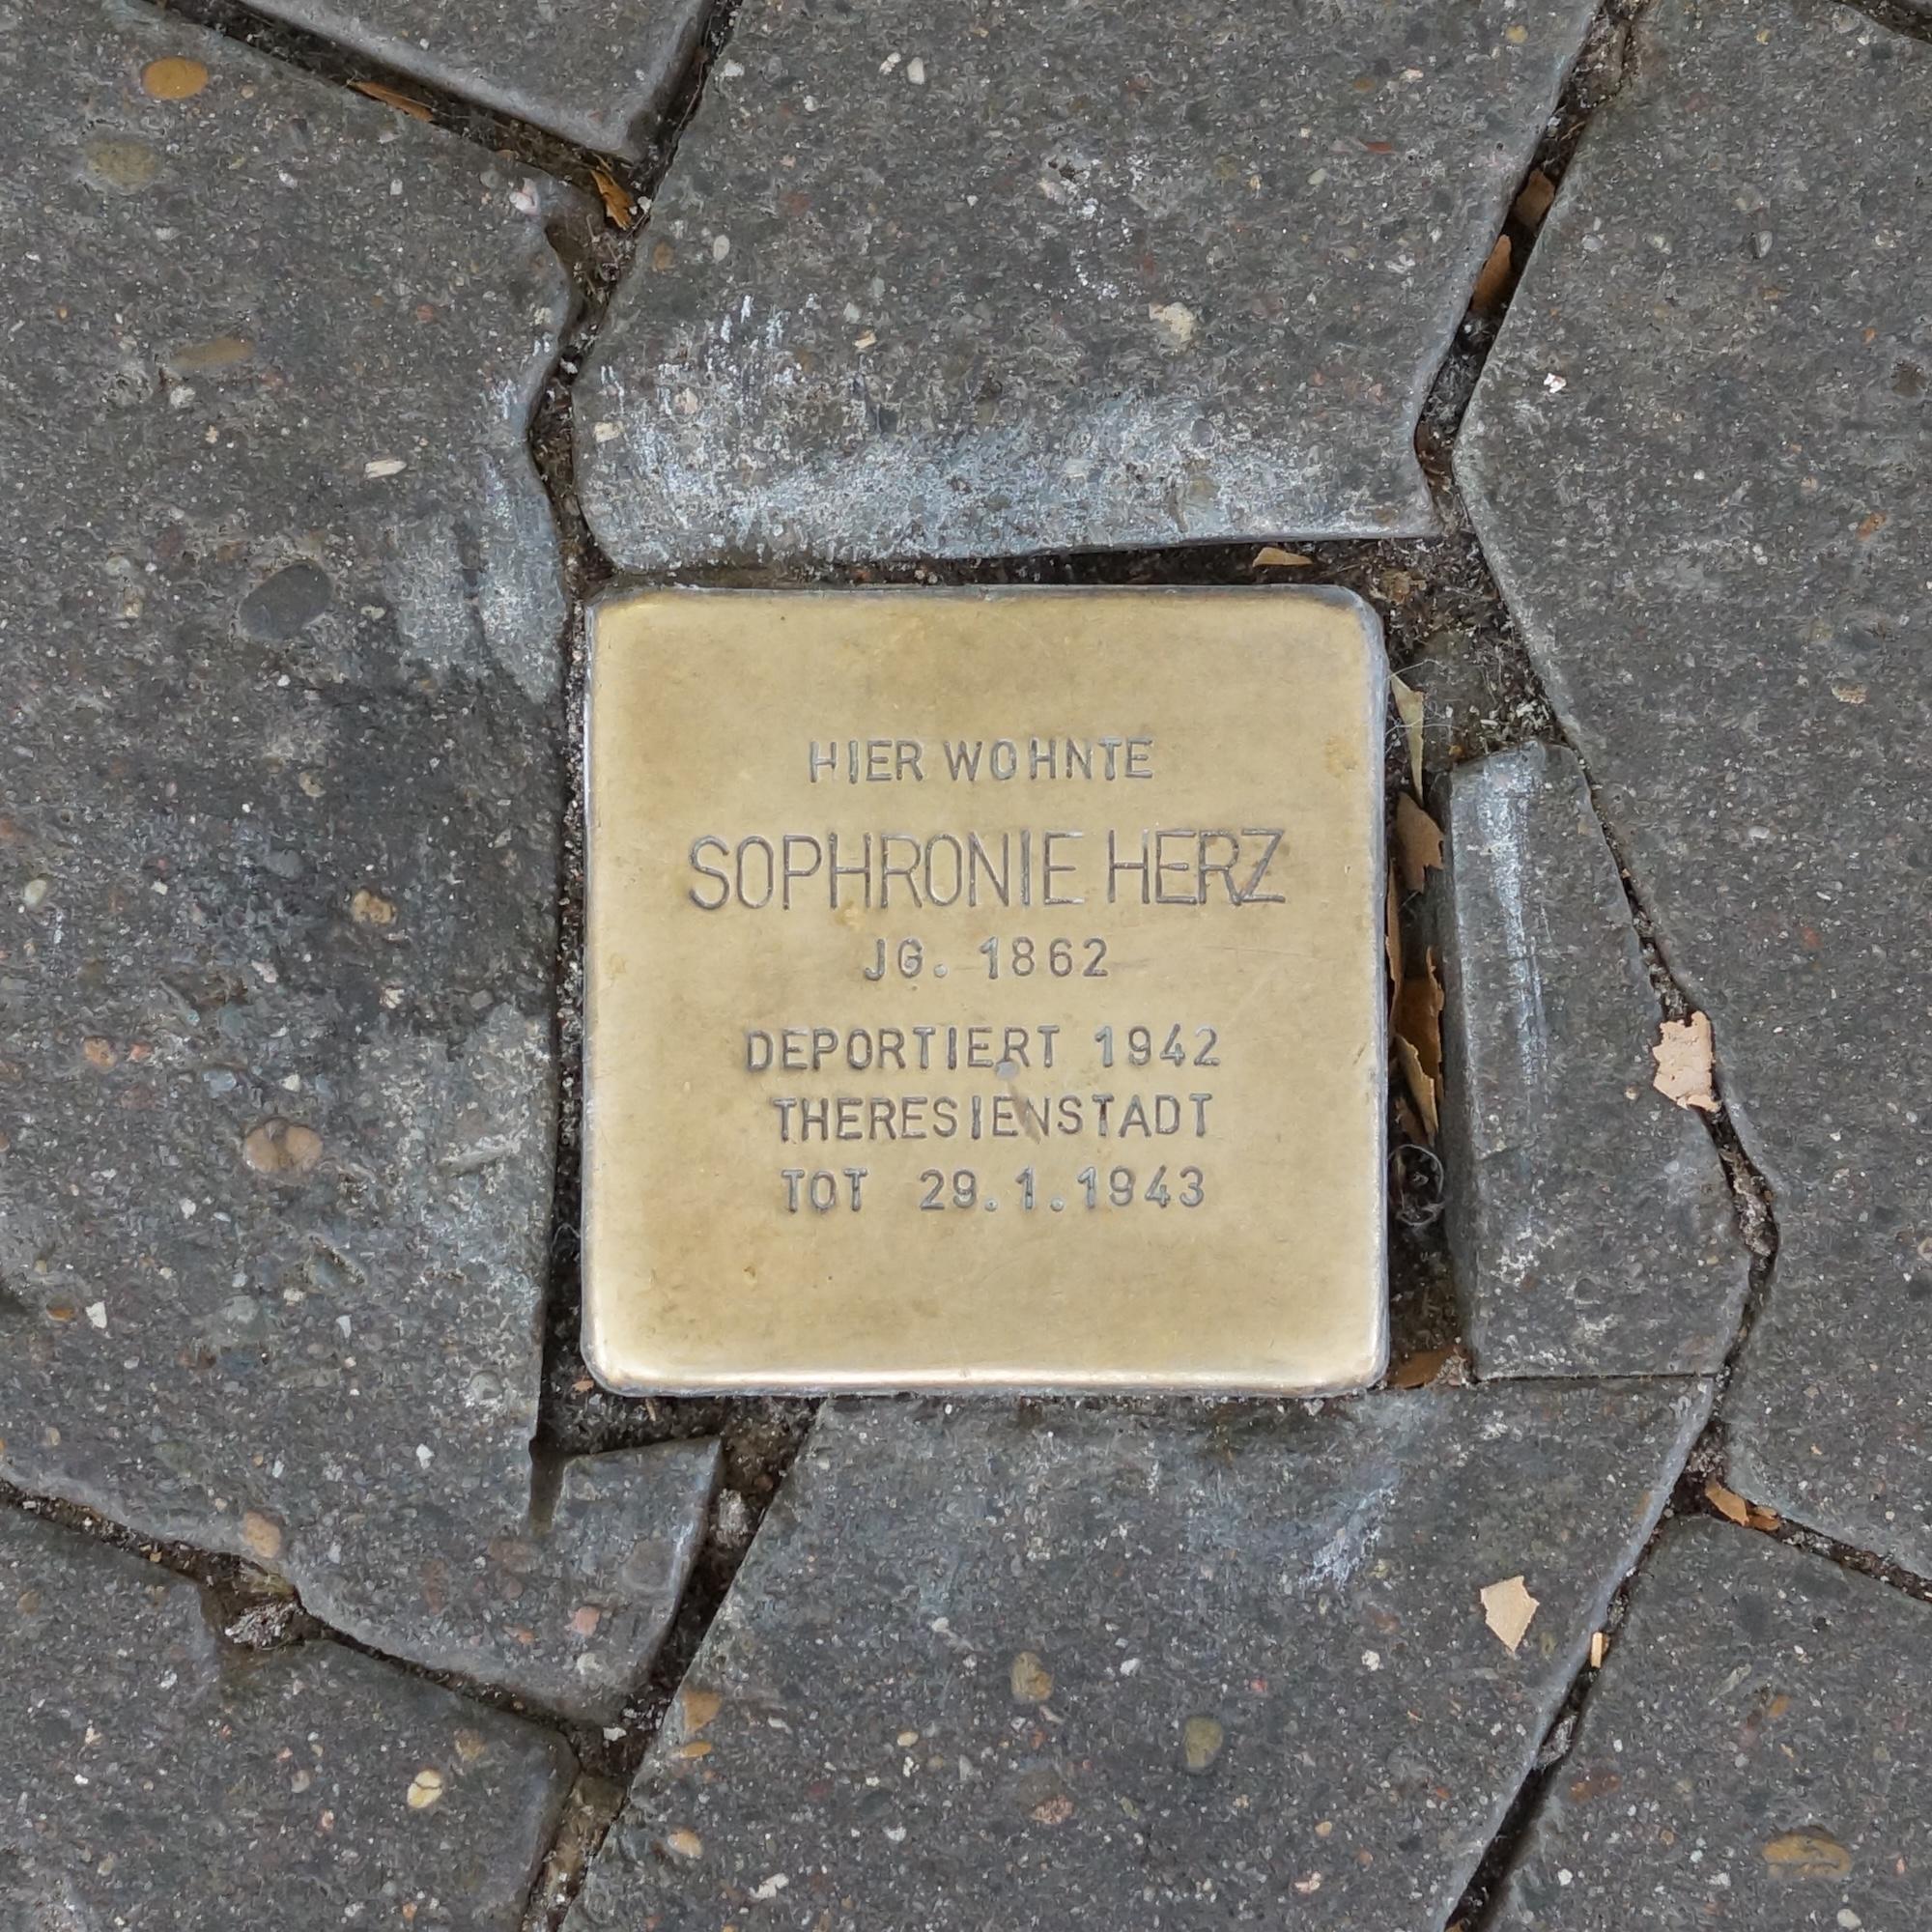 HIER WOHNTE
SOPHRONIE HERZ
JG. 1862
DEPORTIERT 1942
THERESIENSTADT
TOT 29.1.1943